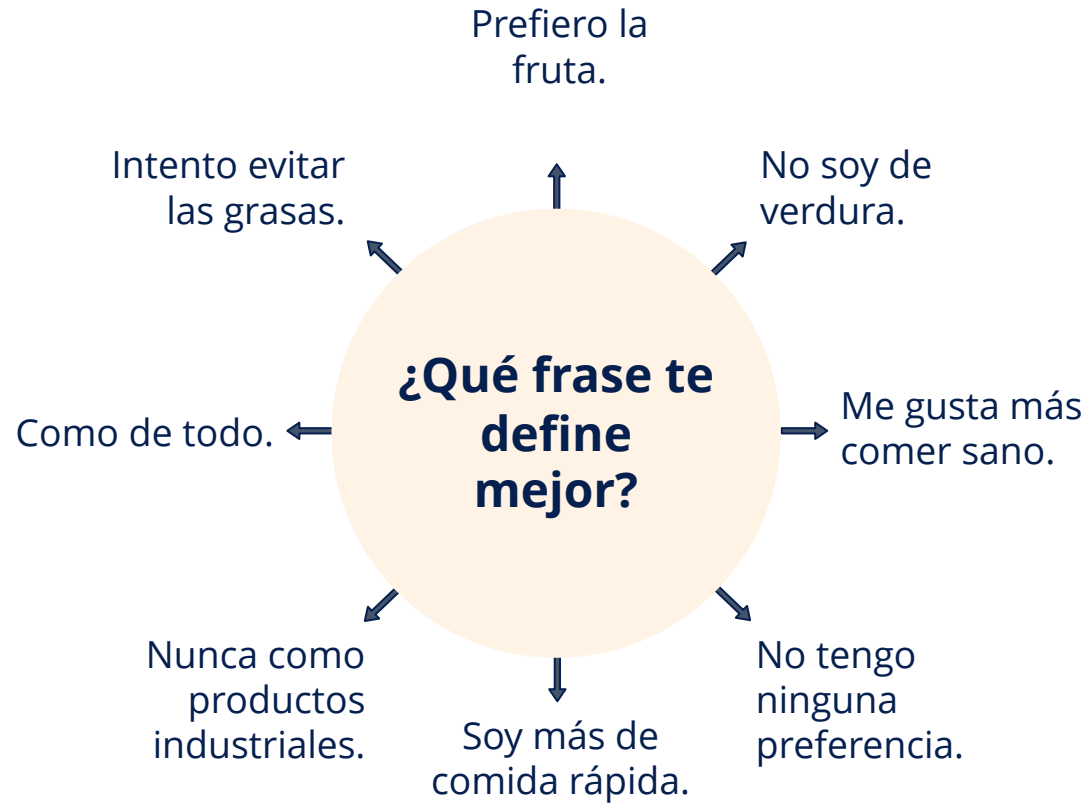 Prefiero la
fruta.
Intento evitar
las grasas.
No soy de
verdura.
¿Qué frase te
define
mejor?
Como de todo.
Me gusta más
comer sano.
Nunca como
productos
industriales.
Soy más de
comida rápida.
No tengo
ninguna
preferencia.